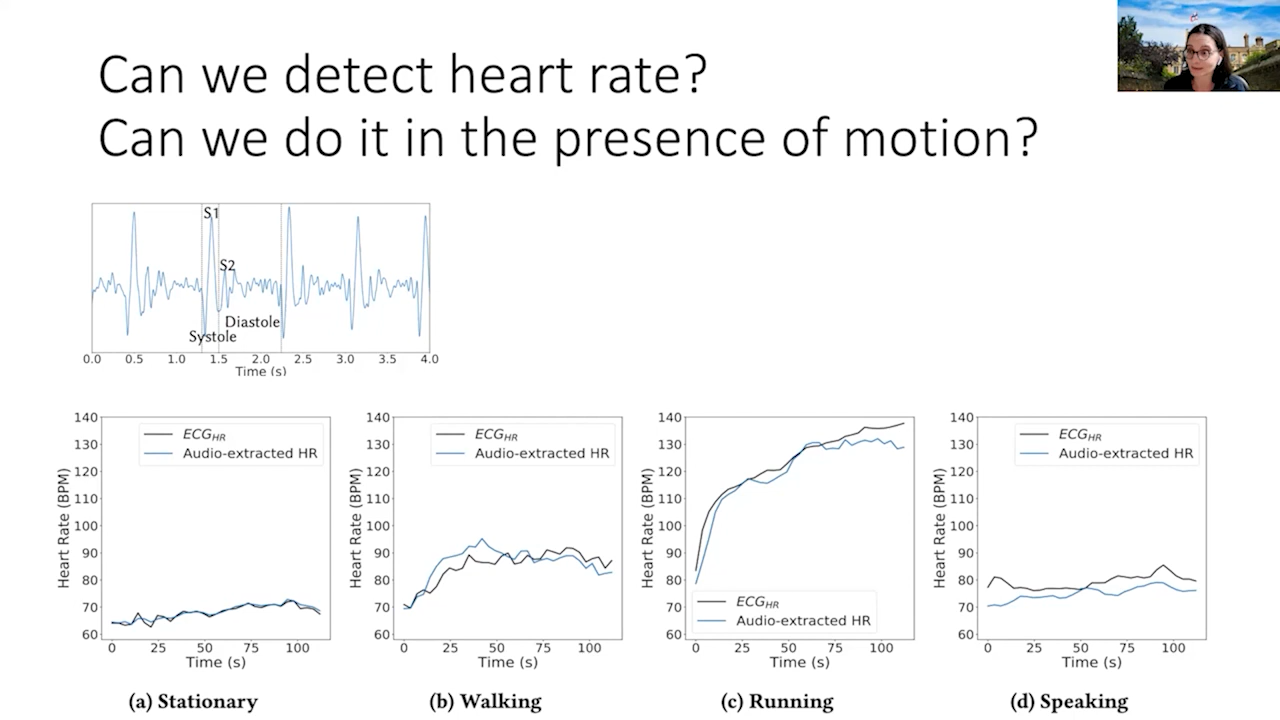 Can we detect heart rate?
Can we do it in the presence of motion?
S1
S2
Diastole
Systole
0.0 0.5 1.0 1.5 2.0 2.5 3.0 3.5 4.0
Time (s)
140
130
120
110
100
90
80
70
60
Heart Rate (BPM)
ECG_HR
Audio-extracted HR
0 25 50 75 100
Time (s)
(a) Stationary
140
130
120
110
100
90
80
70
60
Heart Rate (BPM)
ECG_HR
Audio-extracted HR
0 25 50 75 100
Time (s)
(b) Walking
140
130
120
110
100
90
80
70
60
Heart Rate (BPM)
ECG_HR
Audio-extracted HR
0 25 50 75 100
Time (s)
(c) Running
140
130
120
110
100
90
80
70
60
Heart Rate (BPM)
ECG_HR
Audio-extracted HR
0 25 50 75 100
Time (s)
(d) Speaking